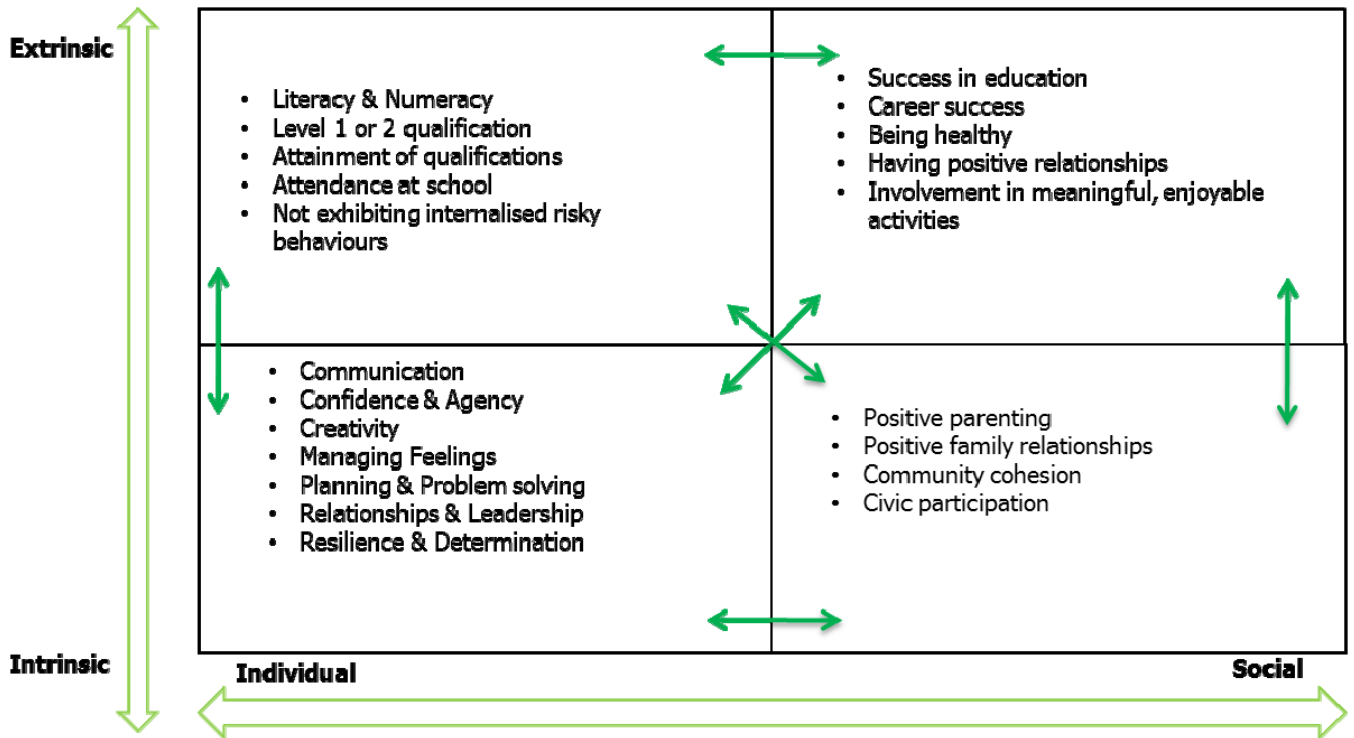 Extrinsic
• Literacy & Numeracy
• Level 1 or 2 qualification
• Attainment of qualifications
• Attendance at school
• Not exhibiting internalised risky
behaviours
• Success in education
• Career success
• Being healthy
• Having positive relationships
• Involvement in meaningful, enjoyable
activities
• Communication
• Confidence & Agency
• Creativity
• Managing Feelings
• Planning & Problem solving
• Relationships & Leadership
• Resilience & Determination
• Positive parenting
• Positive family relationships
• Community cohesion
• Civic participation
Intrinsic
Individual
Social